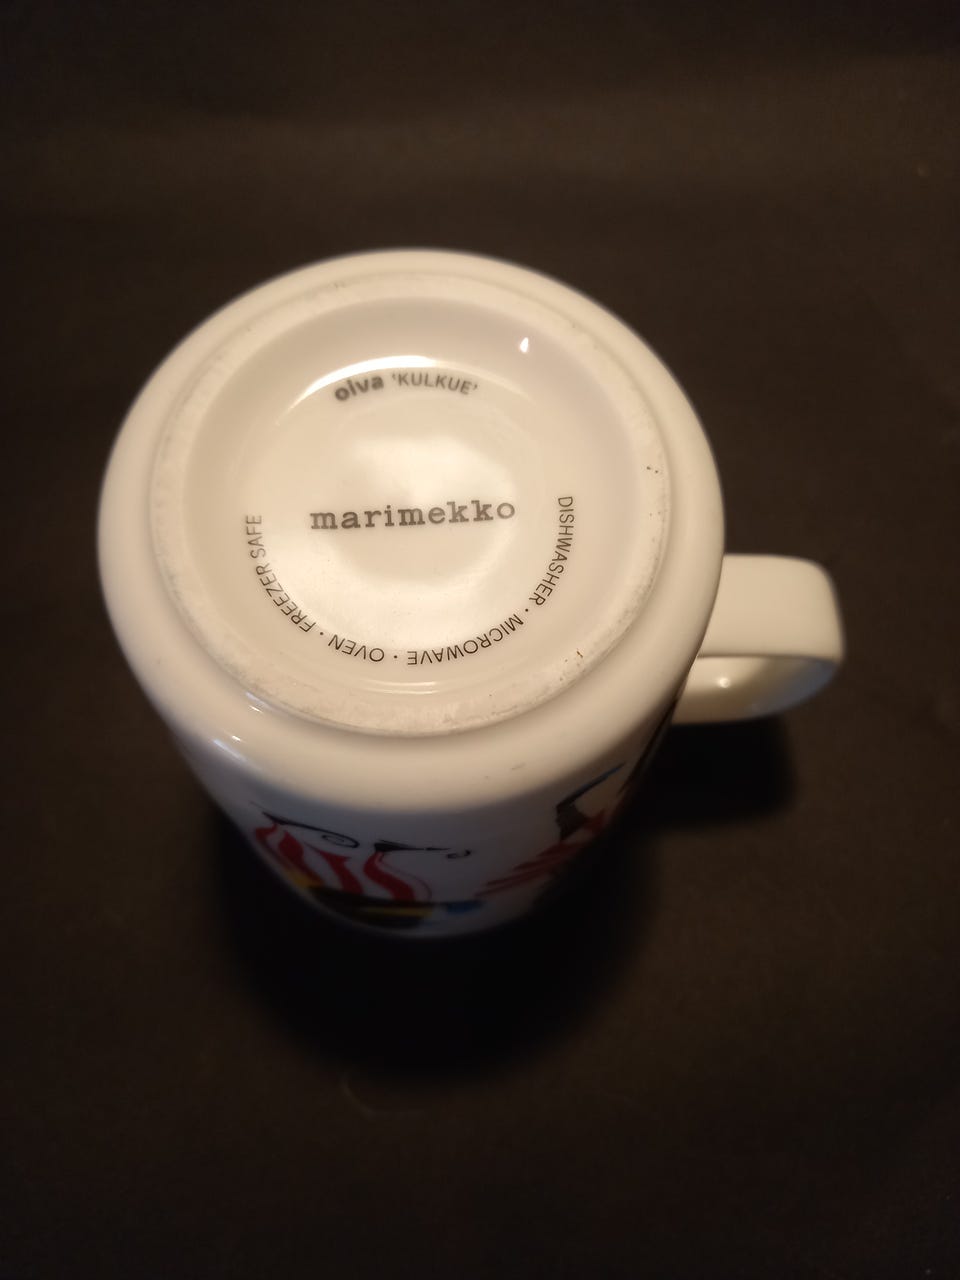 oiva 'KULKUE'
marimekko
DISHWASHER · MICROWAVE · OVEN · FREEZER SAFE